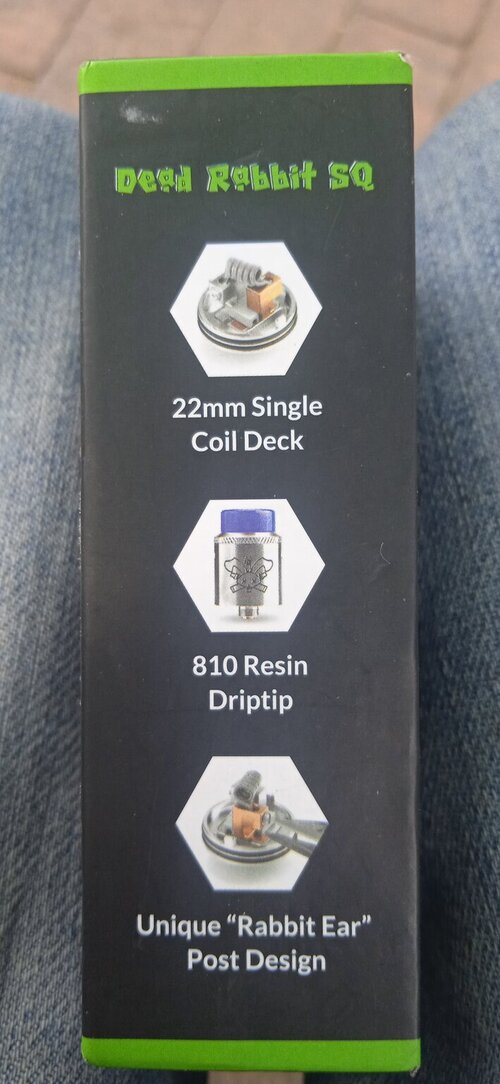 Dead Rabbit SQ
22mm Single
Coil Deck
810 Resin
Driptip
Unique “Rabbit Ear”
Post Design